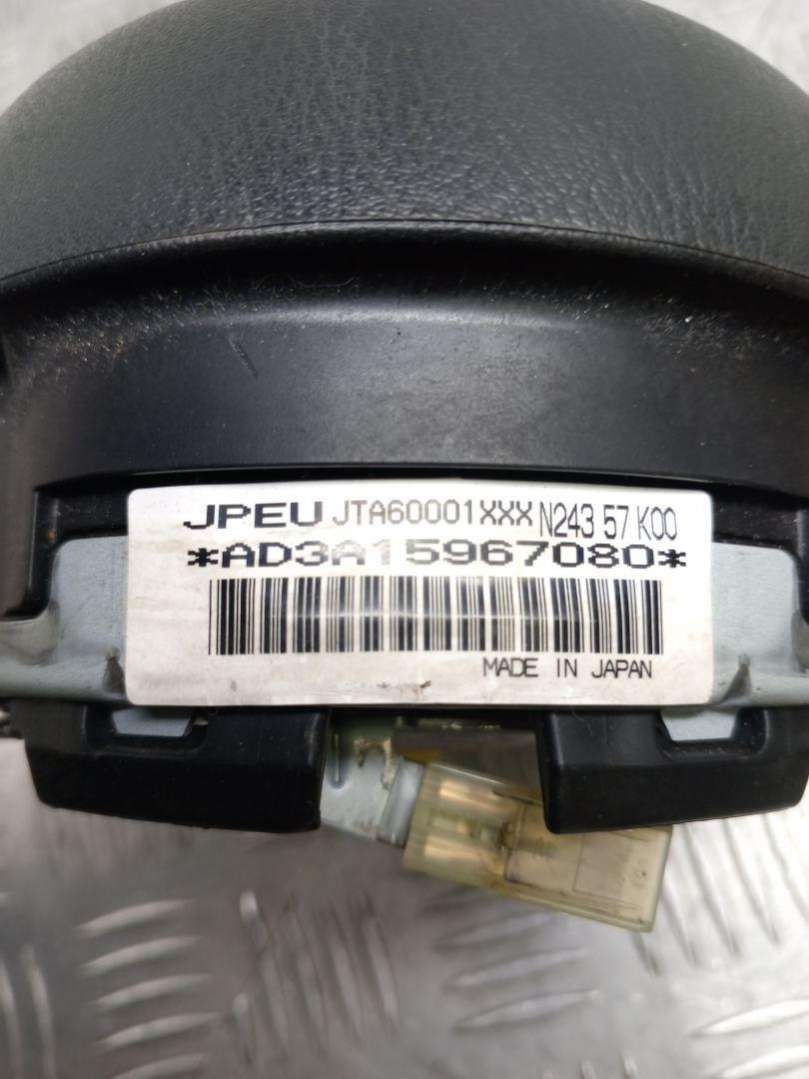 JPEU JTA60001XXX N243 57 K00
*AD3A15967080*
MADE IN JAPAN